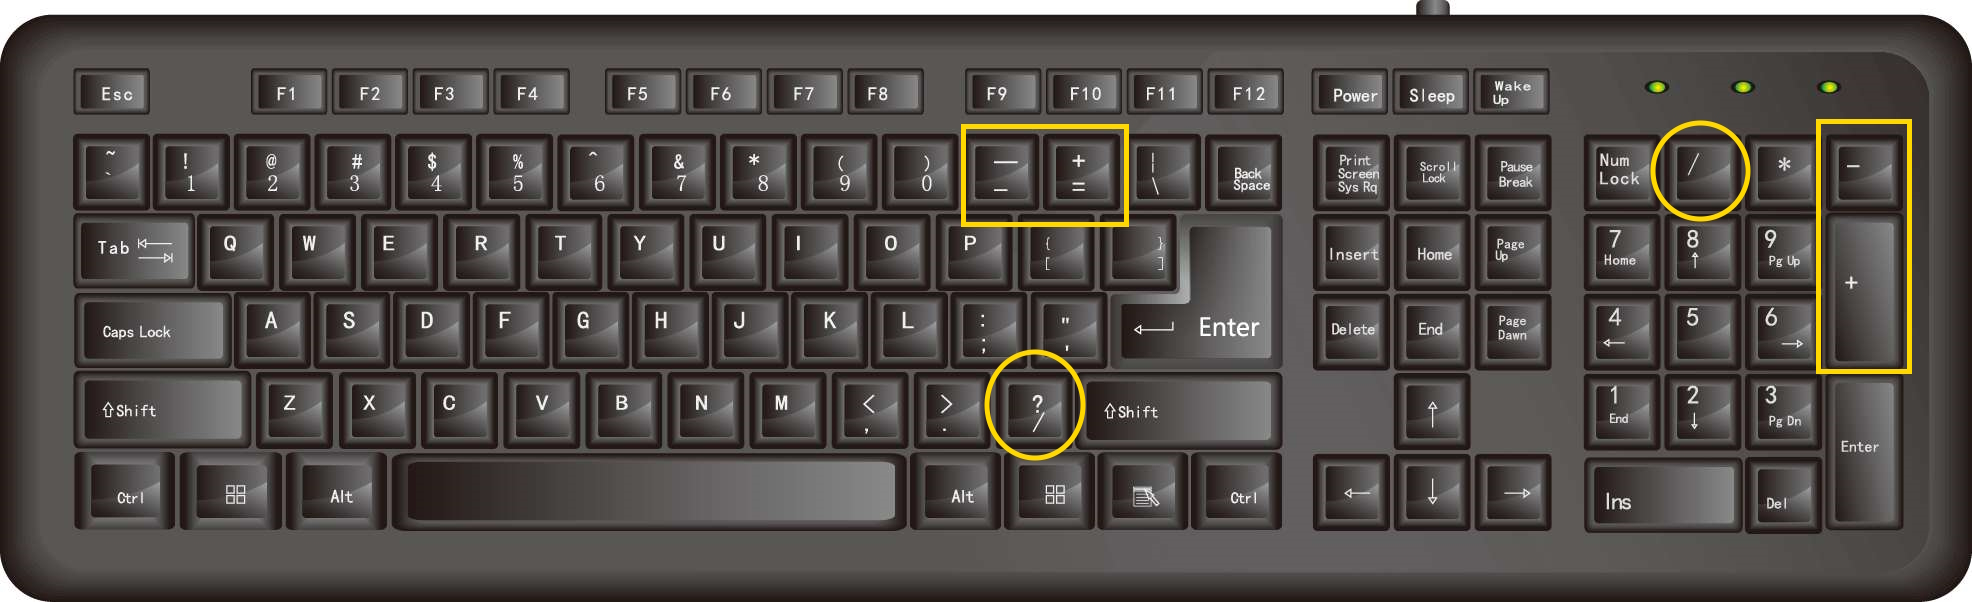 Esc F1 F2 F3 F4 F5 F6 F7 F8 F9 F10 F11 F12 Power Sleep Wake Up
~ ` ! 1 @ 2 # 3 $ 4 % 5 ^ 6 & 7 * 8 ( 9 ) 0 — _ + = ¦ \ Back Space Print Screen Sys Rq Scroll Lock Pause Break Num Lock / * -
Tab Q W E R T Y U I O P { [ } ] Insert Home Page Up 7 Home 8 ↑ 9 Pg Up +
Caps Lock A S D F G H J K L : ; " ' Enter Delete End Page Dawn 4 ← 5 6 →
⇧Shift Z X C V B N M < , > . ? / ⇧Shift ↑ 1 End 2 ↓ 3 Pg Dn Enter
Ctrl Alt Alt Ctrl ← ↓ → Ins Del